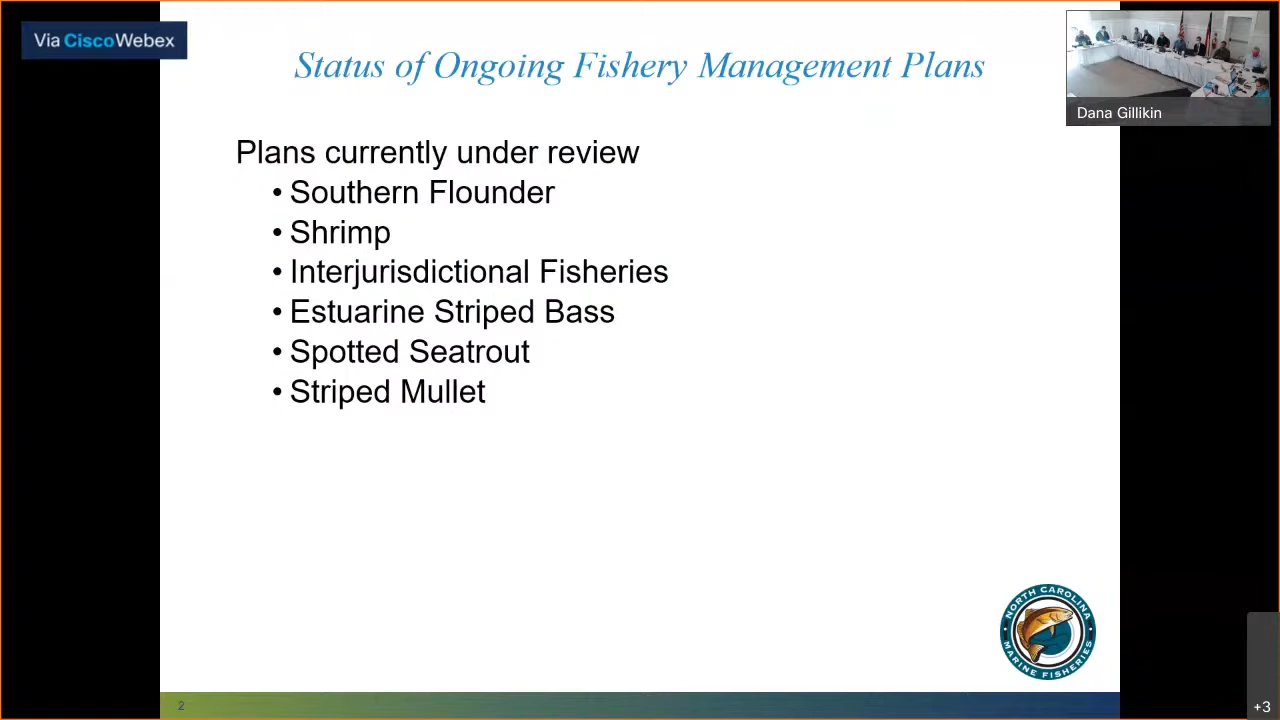 Via CiscoWebex
Status of Ongoing Fishery Management Plans
Dana Gillikin
Plans currently under review
• Southern Flounder
• Shrimp
• Interjurisdictional Fisheries
• Estuarine Striped Bass
• Spotted Seatrout
• Striped Mullet
NORTH CAROLINA
MARINE FISHERIES
2
+3